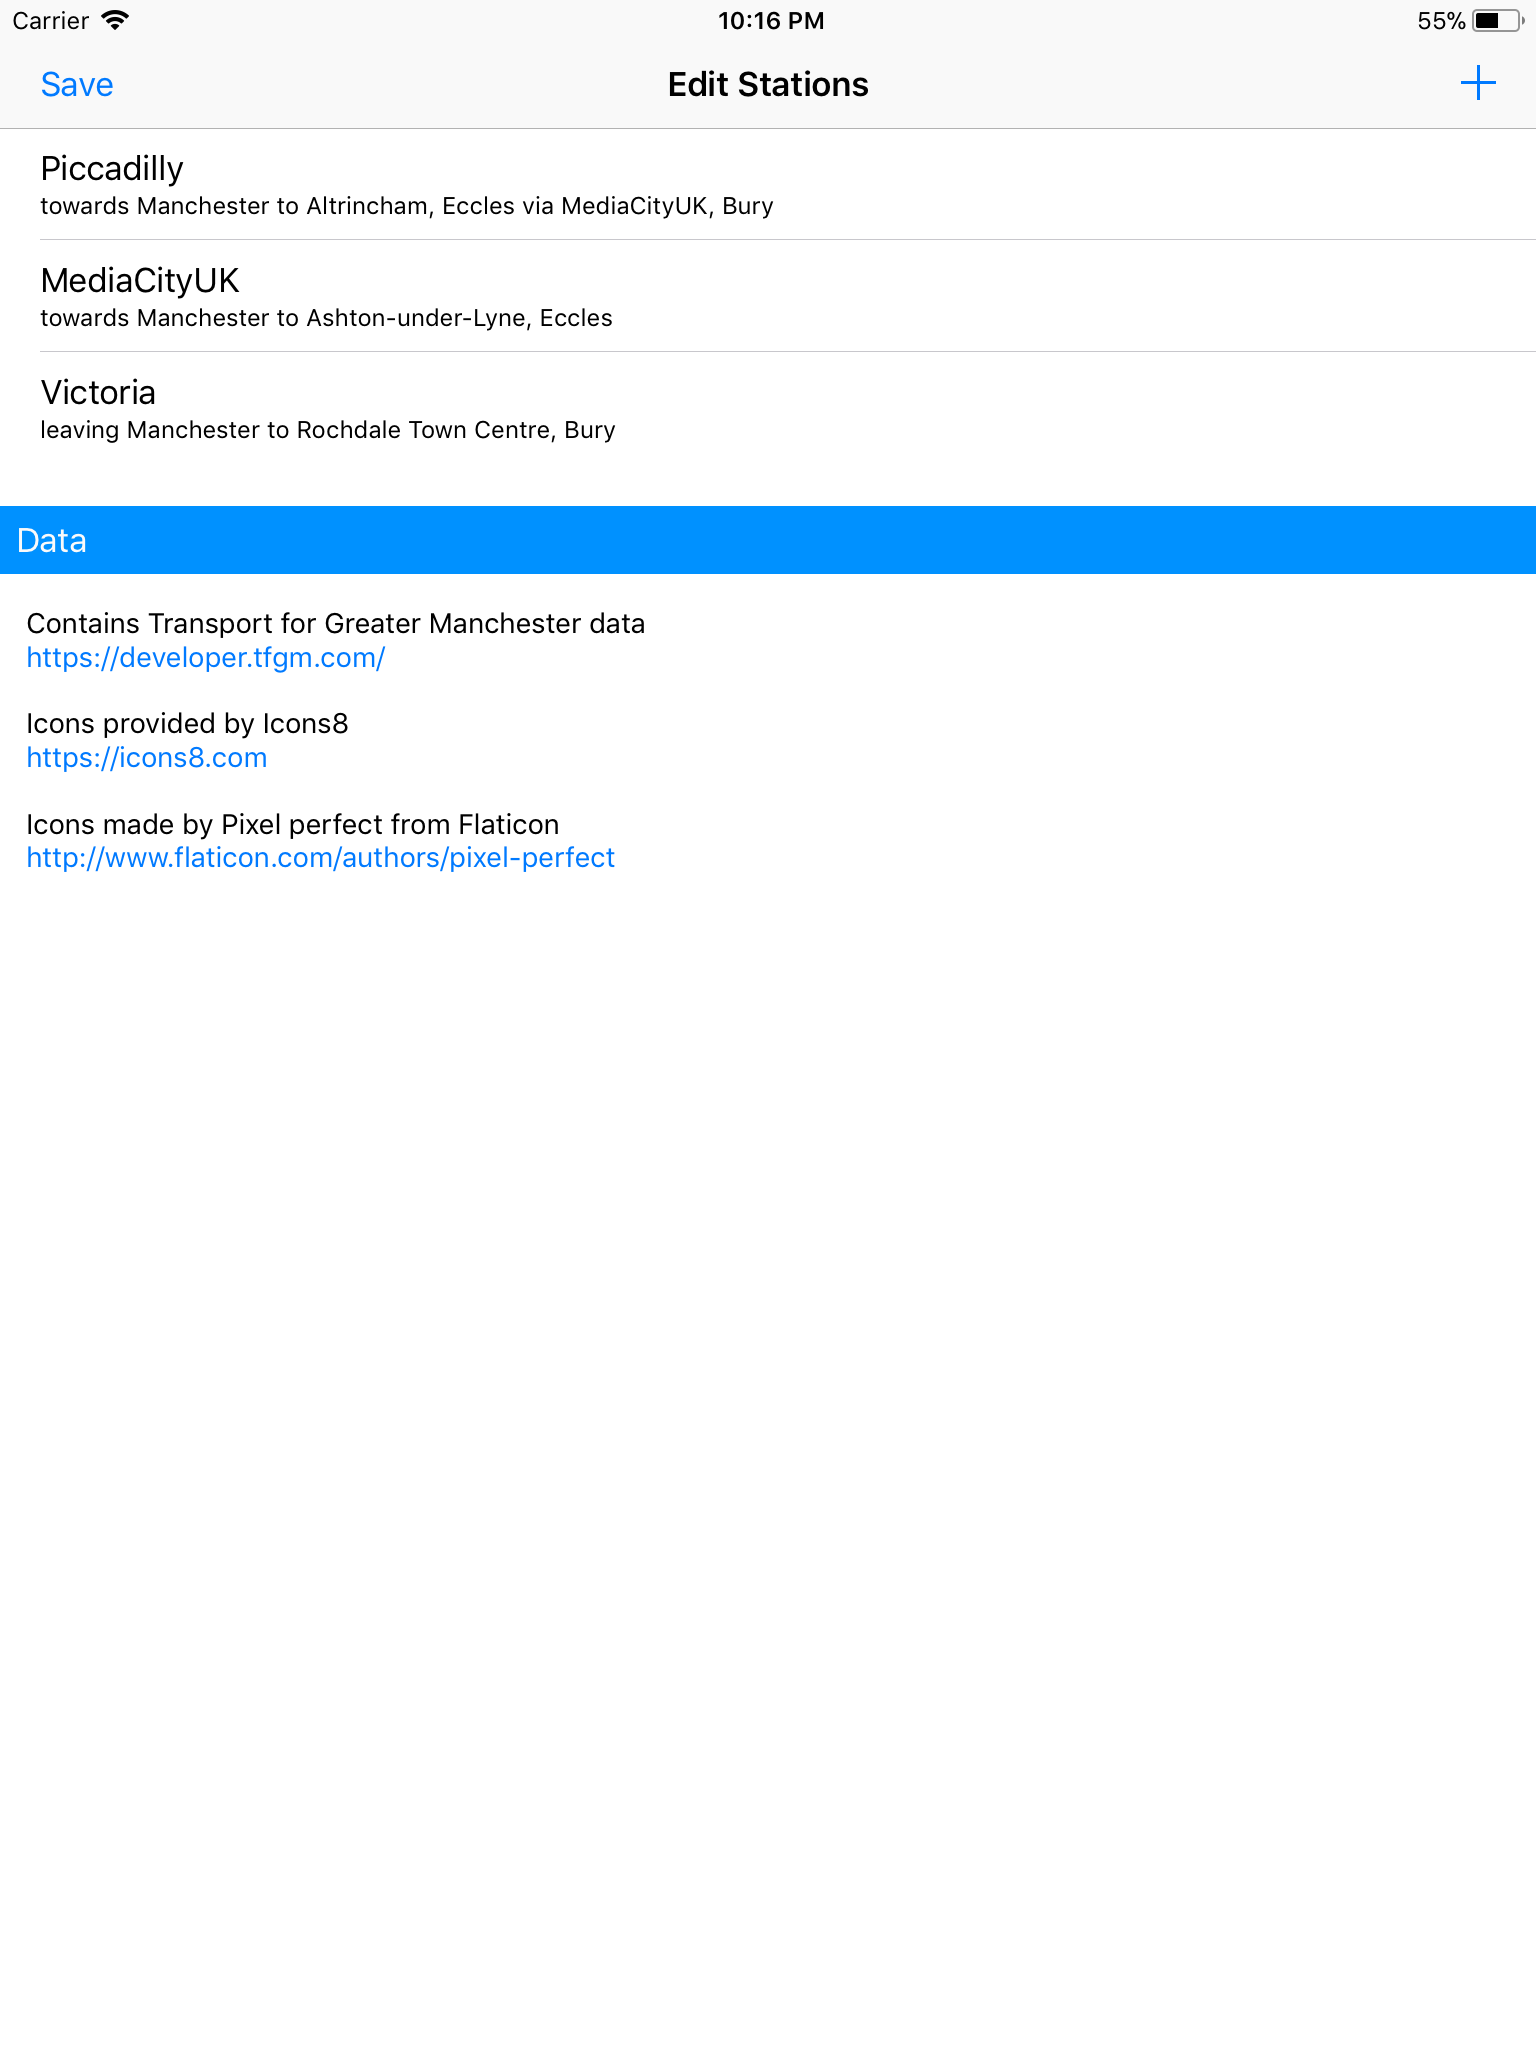 Carrier 10:16 PM 55%
Save Edit Stations
Piccadilly
towards Manchester to Altrincham, Eccles via MediaCityUK, Bury
MediaCityUK
towards Manchester to Ashton-under-Lyne, Eccles
Victoria
leaving Manchester to Rochdale Town Centre, Bury
Data
Contains Transport for Greater Manchester data
https://developer.tfgm.com/
Icons provided by Icons8
https://icons8.com
Icons made by Pixel perfect from Flaticon
http://www.flaticon.com/authors/pixel-perfect